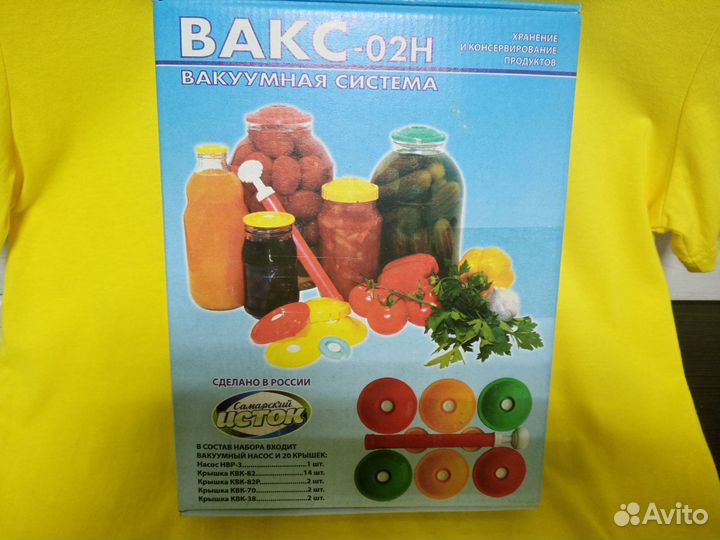 ВАКС-02Н
ВАКУУМНАЯ СИСТЕМА
ХРАНЕНИЕ
И КОНСЕРВИРОВАНИЕ
ПРОДУКТОВ
СДЕЛАНО В РОССИИ
Самарский
ИСТОК
В СОСТАВ НАБОРА ВХОДИТ
ВАКУУМНЫЙ НАСОС И 20 КРЫШЕК:
Насос НВР-3..............................1 шт.
Крышка КВК-82......................14 шт.
Крышка КВК-82Р.....................2 шт.
Крышка КВК-70........................2 шт.
Крышка КВК-38........................2 шт.
Avito